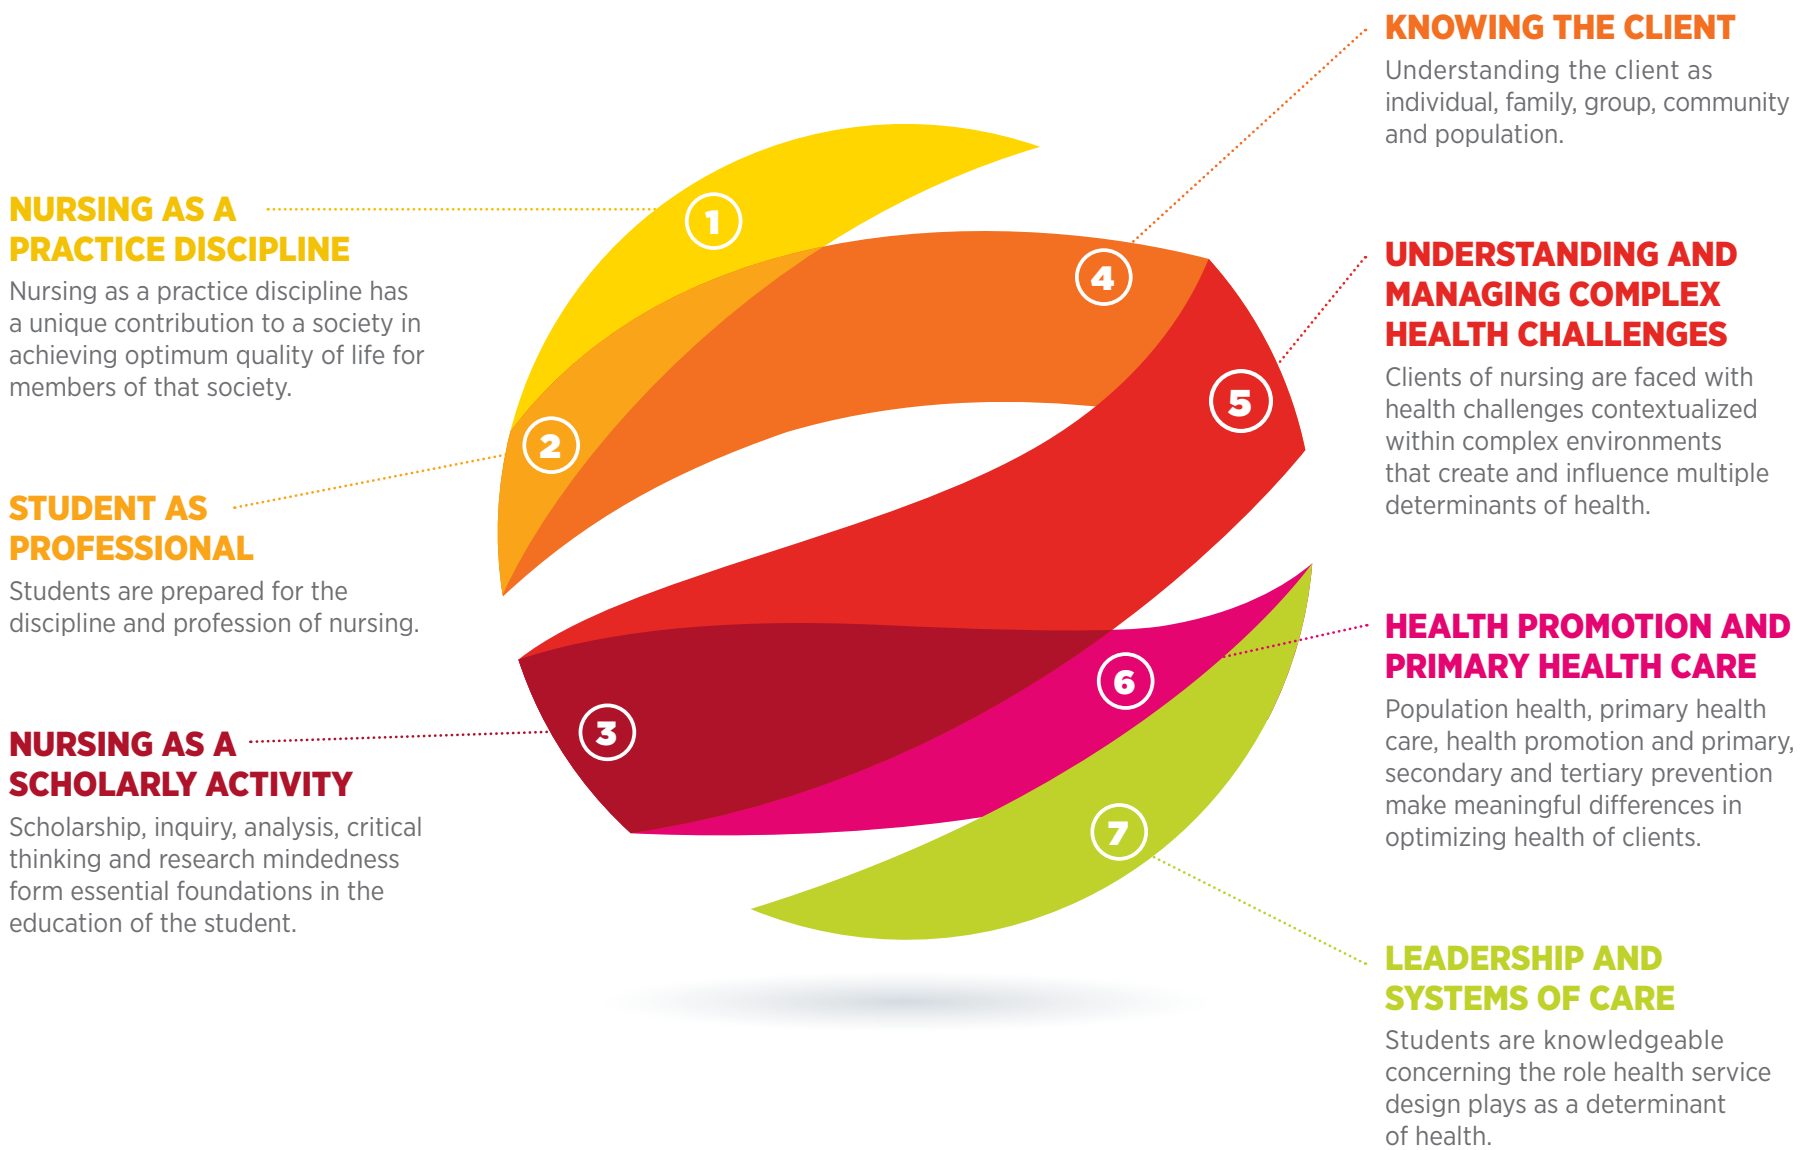 NURSING AS A
PRACTICE DISCIPLINE
Nursing as a practice discipline has
a unique contribution to a society in
achieving optimum quality of life for
members of that society.
STUDENT AS
PROFESSIONAL
Students are prepared for the
discipline and profession of nursing.
NURSING AS A
SCHOLARLY ACTIVITY
Scholarship, inquiry, analysis, critical
thinking and research mindedness
form essential foundations in the
education of the student.
1
2
3
4
5
6
7
KNOWING THE CLIENT
Understanding the client as
individual, family, group, community
and population.
UNDERSTANDING AND
MANAGING COMPLEX
HEALTH CHALLENGES
Clients of nursing are faced with
health challenges contextualized
within complex environments
that create and influence multiple
determinants of health.
HEALTH PROMOTION AND
PRIMARY HEALTH CARE
Population health, primary health
care, health promotion and primary,
secondary and tertiary prevention
make meaningful differences in
optimizing health of clients.
LEADERSHIP AND
SYSTEMS OF CARE
Students are knowledgeable
concerning the role health service
design plays as a determinant
of health.